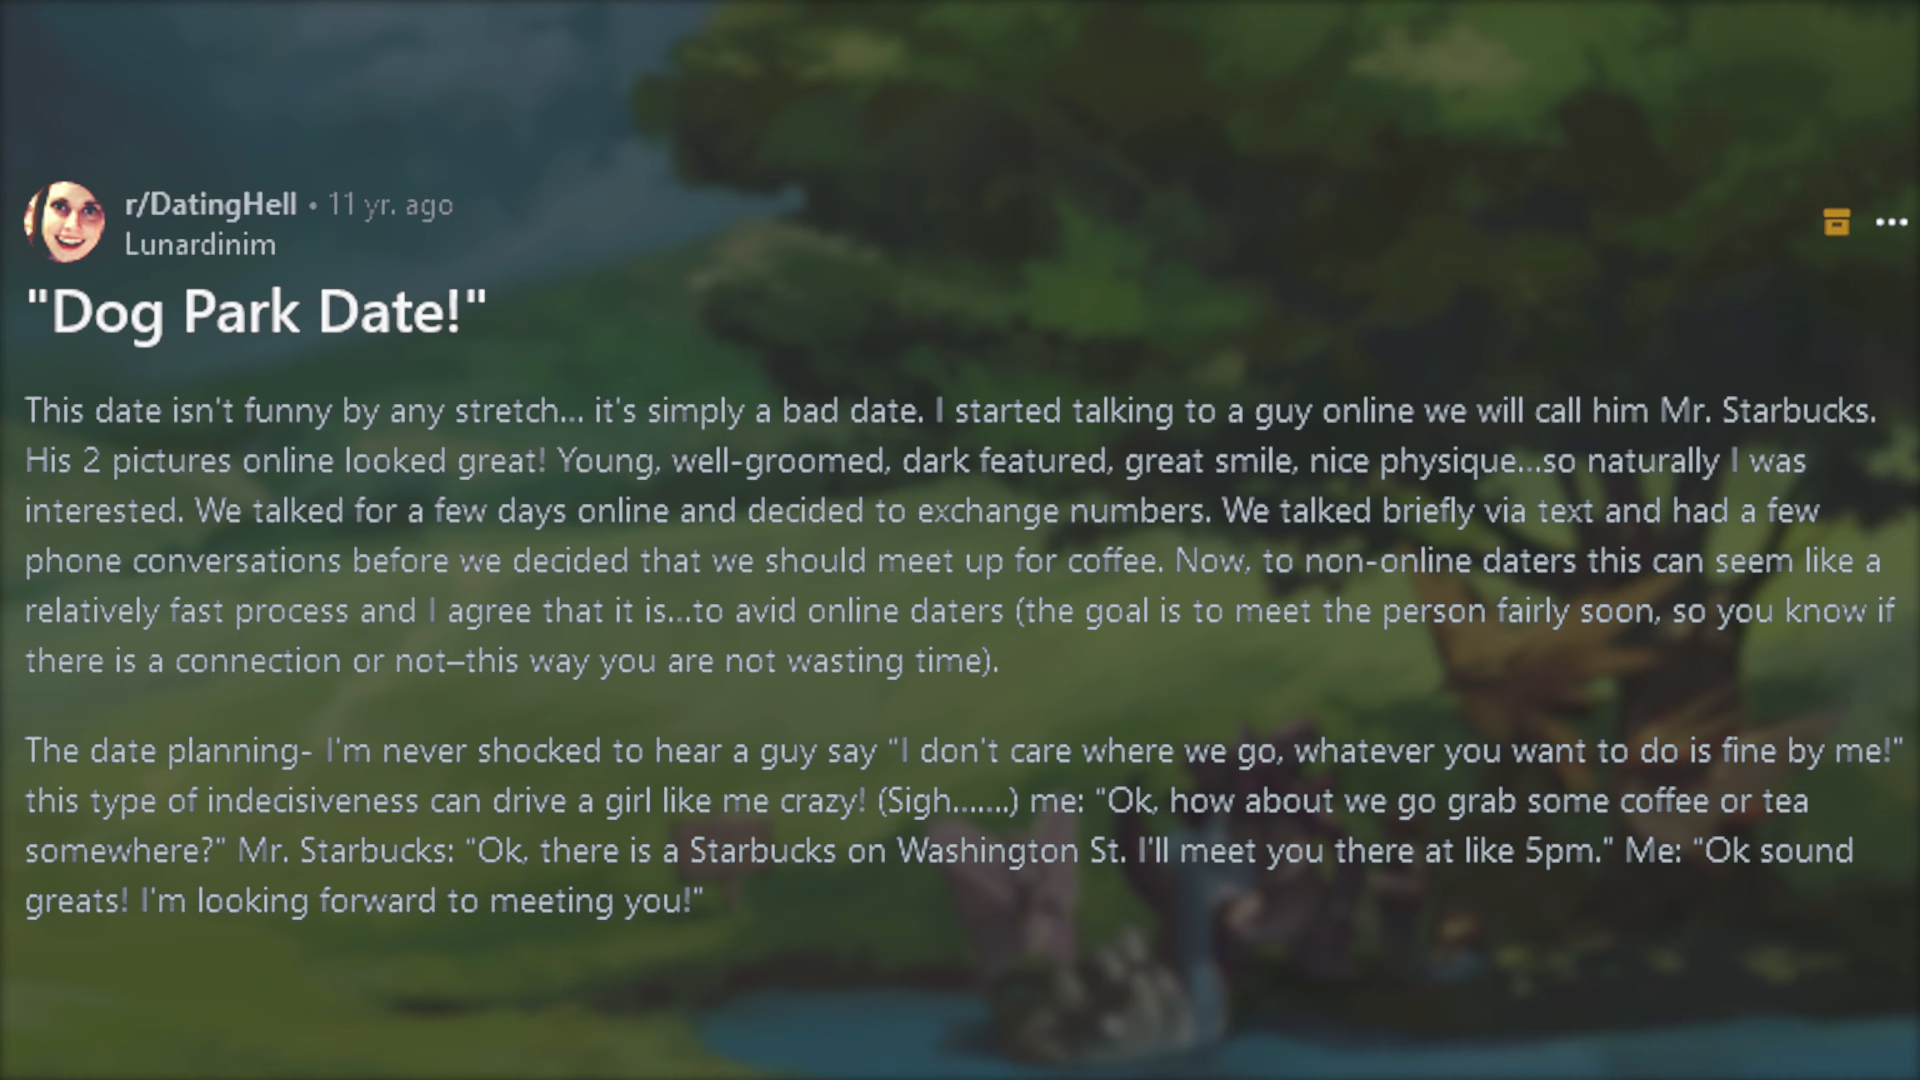 r/DatingHell • 11 yr. ago
Lunardinim
"Dog Park Date!"
This date isn't funny by any stretch... it's simply a bad date. I started talking to a guy online we will call him Mr. Starbucks.
His 2 pictures online looked great! Young, well-groomed, dark featured, great smile, nice physique...so naturally I was
interested. We talked for a few days online and decided to exchange numbers. We talked briefly via text and had a few
phone conversations before we decided that we should meet up for coffee. Now, to non-online daters this can seem like a
relatively fast process and I agree that it is...to avid online daters (the goal is to meet the person fairly soon, so you know if
there is a connection or not–this way you are not wasting time).
The date planning- I'm never shocked to hear a guy say “I don't care where we go, whatever you want to do is fine by me!”
this type of indecisiveness can drive a girl like me crazy! (Sigh.......) me: “Ok, how about we go grab some coffee or tea
somewhere?” Mr. Starbucks: “Ok, there is a Starbucks on Washington St. I'll meet you there at like 5pm.” Me: “Ok sound
greats! I'm looking forward to meeting you!”